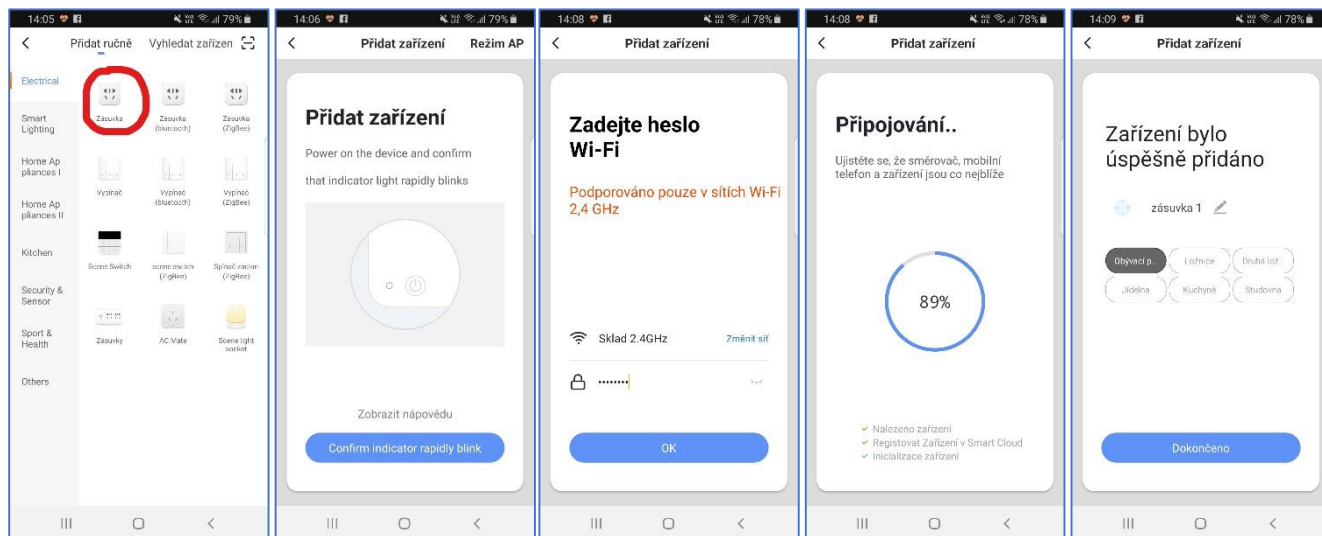 14:05
79%
Přidat ručně Vyhledat zařízen
Electrical
Smart
Lighting
Home Ap
pliances I
Home Ap
pliances II
Kitchen
Security &
Sensor
Sport &
Health
Others
Zásuvka
Zásuvka
(bluetooth)
Zásuvka
(ZigBee)
Vypínač
Vypínač
(bluetooth)
Vypínač
(ZigBee)
Scene Switch
scene switch
(ZigBee)
Spínač záclon
(ZigBee)
Zásuvky
AC Mate
Scene light
socket
14:06
79%
Přidat zařízení Režim AP
Přidat zařízení
Power on the device and confirm
that indicator light rapidly blinks
Zobrazit nápovědu
Confirm indicator rapidly blink
14:08
78%
Přidat zařízení
Zadejte heslo
Wi-Fi
Podporováno pouze v sítích Wi-Fi
2,4 GHz
Sklad 2.4GHz Změnit síť
OK
14:08
78%
Přidat zařízení
Připojování..
Ujistěte se, že směrovač, mobilní
telefon a zařízení jsou co nejblíže
89%
Nalezeno zařízení
Registovat Zařízení v Smart Cloud
Inicializace zařízení
14:09
78%
Přidat zařízení
Zařízení bylo
úspěšně přidáno
zásuvka 1
Obývací p... Ložnice Druhá lož...
Jídelna Kuchyně Studovna
Dokončeno